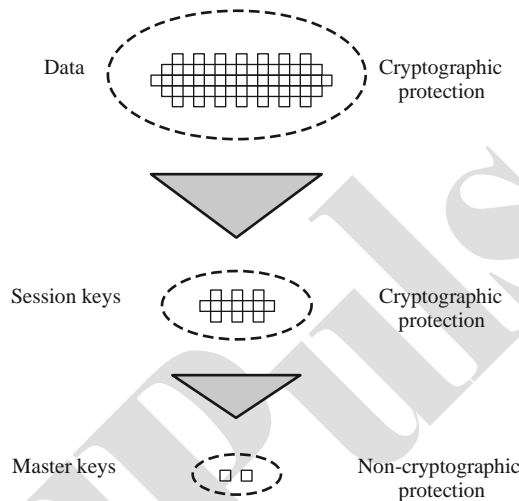 Data
Cryptographic
protection
Session keys
Cryptographic
protection
Master keys
Non-cryptographic
protection